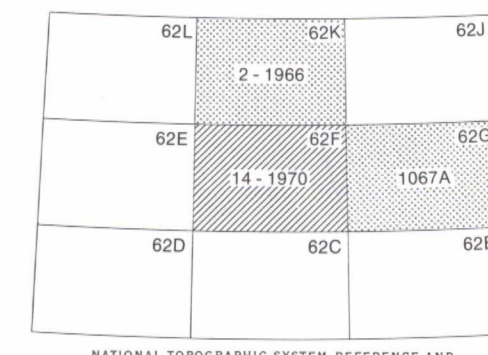 62L 62K 62J
2 - 1966
62E 62F 62G
14 - 1970 1067A
62D 62C
NATIONAL TOPOGRAPHIC SYSTEM REFERENCE AND